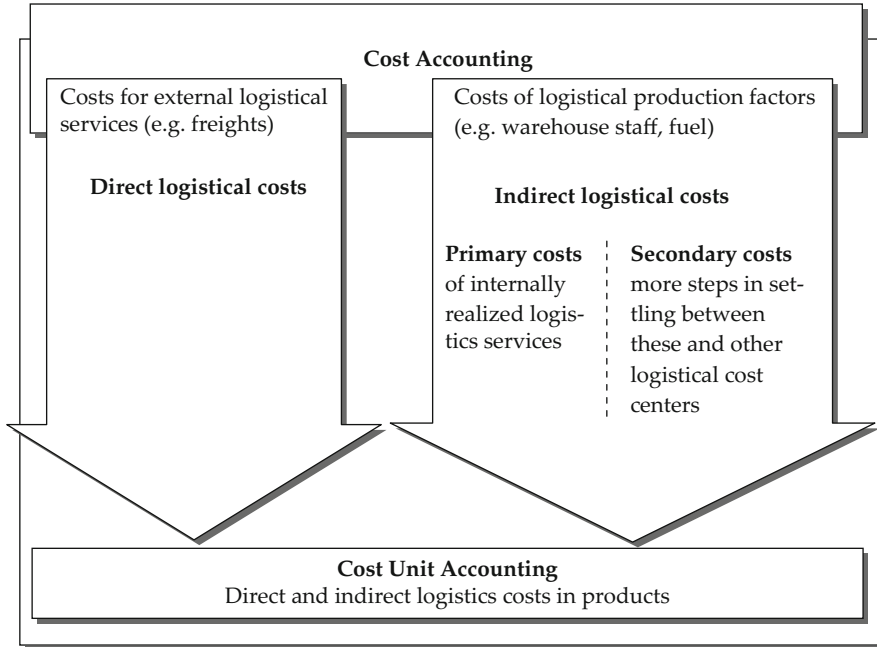 Cost Accounting
Costs for external logistical
services (e.g. freights)
Direct logistical costs
Costs of logistical production factors
(e.g. warehouse staff, fuel)
Indirect logistical costs
Primary costs
of internally
realized logis-
tics services
Secondary costs
more steps in set-
tling between
these and other
logistical cost
centers
Cost Unit Accounting
Direct and indirect logistics costs in products